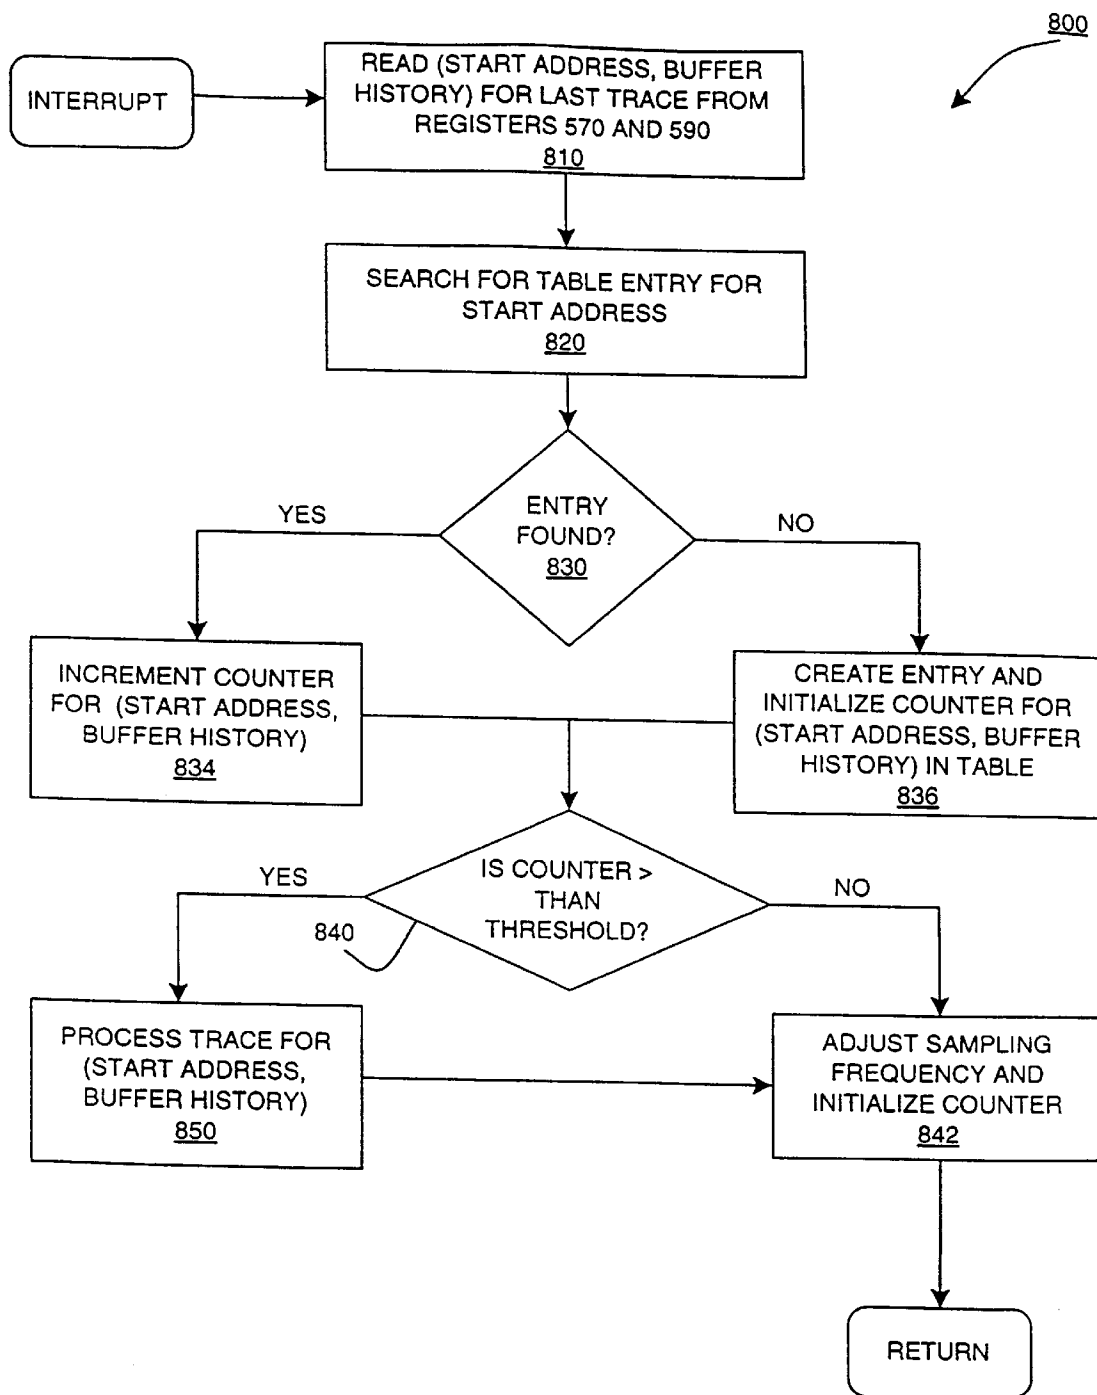 800
INTERRUPT
READ (START ADDRESS, BUFFER
HISTORY) FOR LAST TRACE FROM
REGISTERS 570 AND 590
810
SEARCH FOR TABLE ENTRY FOR
START ADDRESS
820
ENTRY
FOUND?
830
YES
NO
INCREMENT COUNTER
FOR (START ADDRESS,
BUFFER HISTORY)
834
CREATE ENTRY AND
INITIALIZE COUNTER FOR
(START ADDRESS, BUFFER
HISTORY) IN TABLE
836
IS COUNTER >
THAN
THRESHOLD?
YES
NO
840
PROCESS TRACE FOR
(START ADDRESS,
BUFFER HISTORY)
850
ADJUST SAMPLING
FREQUENCY AND
INITIALIZE COUNTER
842
RETURN